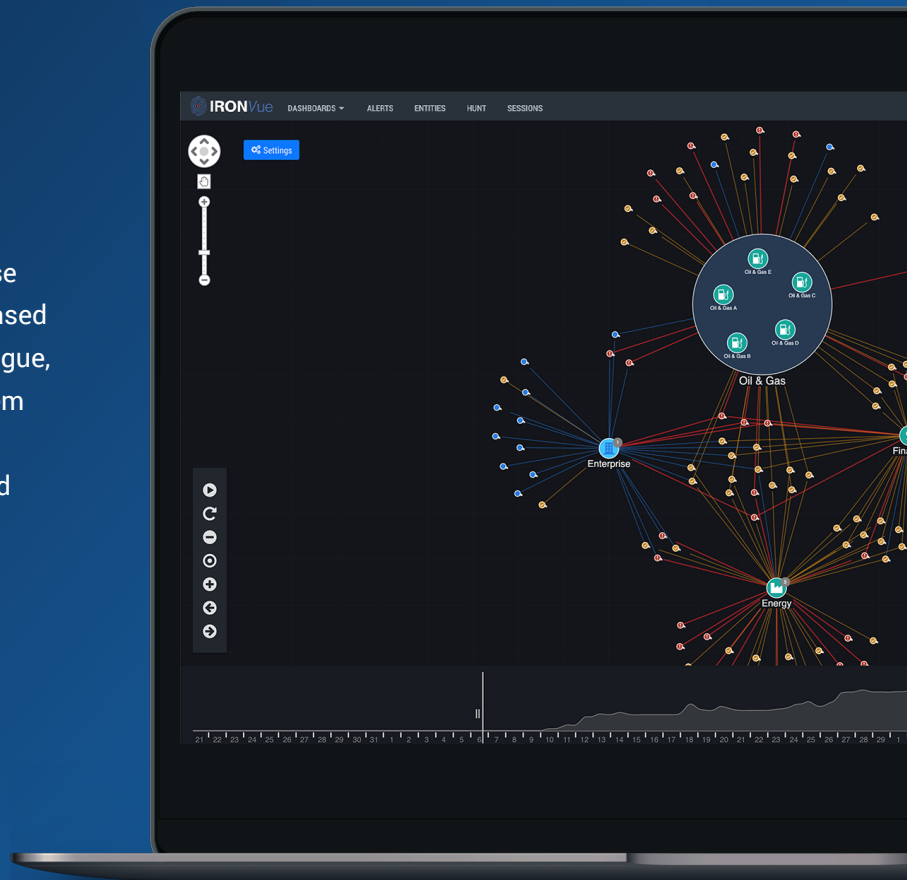 se
ased
gue,
em
d
IRONVue
DASHBOARDS
ALERTS
ENTITIES
HUNT
SESSIONS
Settings
Oil & Gas E
Oil & Gas C
Oil & Gas A
Oil & Gas D
Oil & Gas B
Oil & Gas
Fina
Enterprise
Energy
21 22 23 24 25 26 27 28 29 30 31 1 2 3 4 5 6 7 8 9 10 11 12 13 14 15 16 17 18 19 20 21 22 23 24 25 26 27 28 29 1